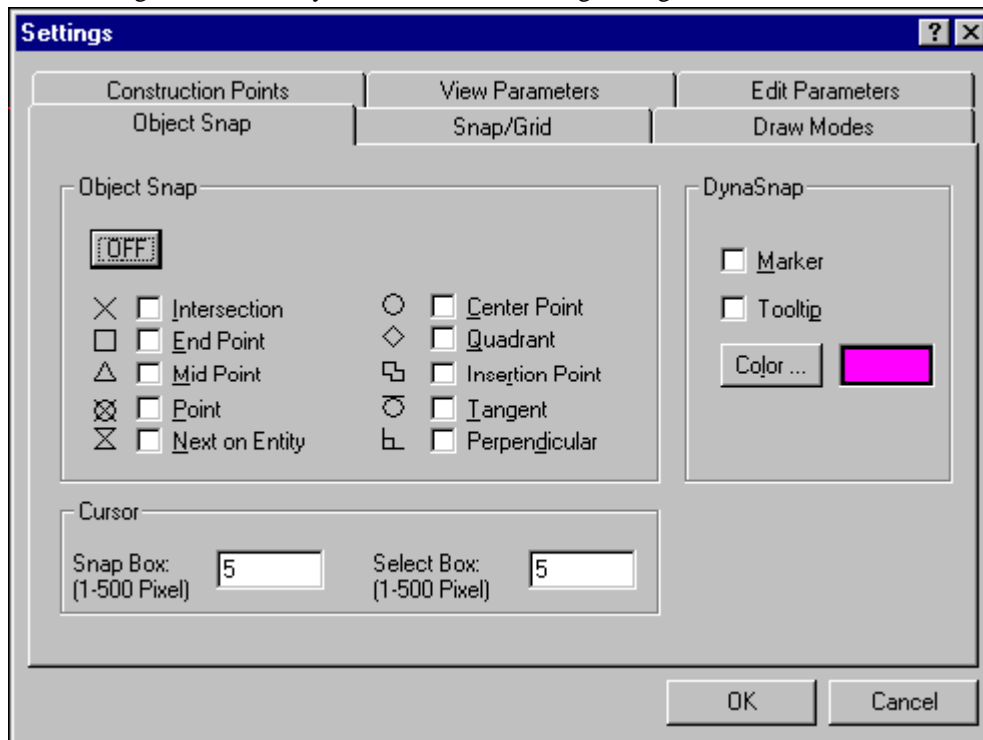 Settings
Construction Points View Parameters Edit Parameters
Object Snap Snap/Grid Draw Modes
Object Snap
OFF
Intersection
End Point
Mid Point
Point
Next on Entity
Center Point
Quadrant
Insertion Point
Tangent
Perpendicular
DynaSnap
Marker
Tooltip
Color ...
Cursor
Snap Box: 5
(1-500 Pixel)
Select Box: 5
(1-500 Pixel)
OK Cancel